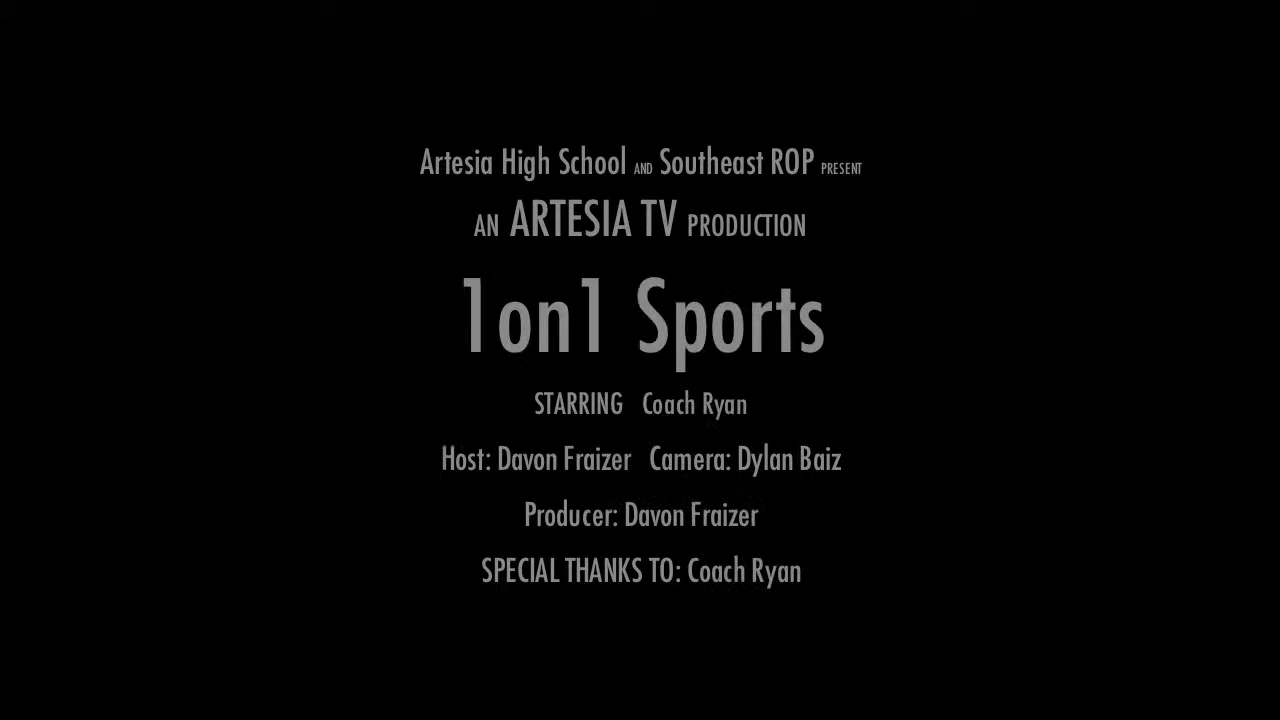 Artesia High School AND Southeast ROP PRESENT
AN ARTESIA TV PRODUCTION
1on1 Sports
STARRING Coach Ryan
Host: Davon Fraizer Camera: Dylan Baiz
Producer: Davon Fraizer
SPECIAL THANKS TO: Coach Ryan